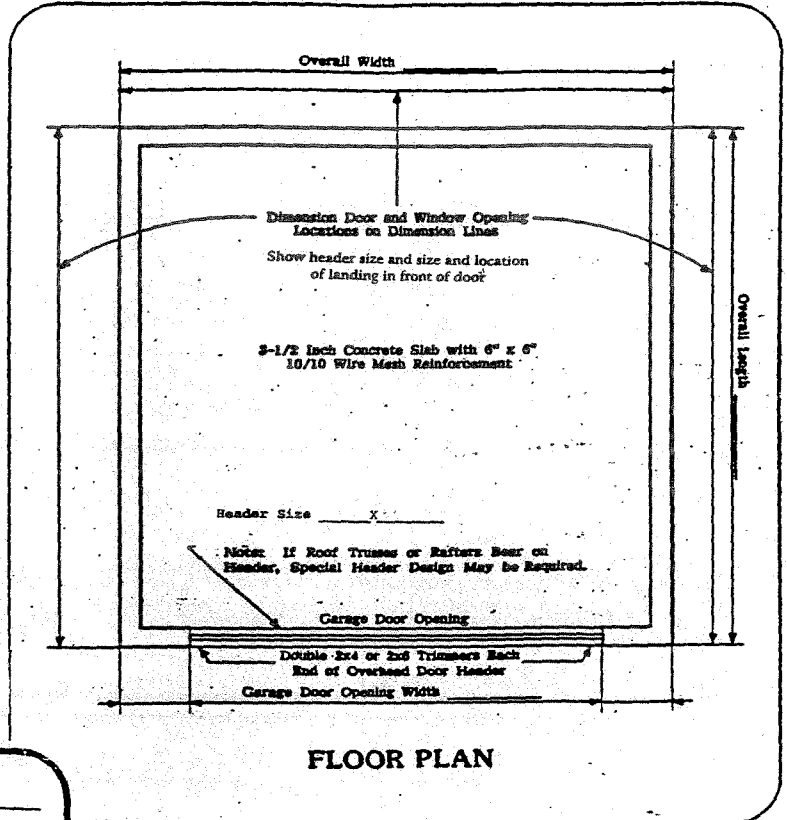 Overall Width ________
Dimension Door and Window Opening
Locations on Dimension Lines
Show header size and size and location
of landing in front of door
Overall Length ________
3-1/2 Inch Concrete Slab with 6" x 6"
10/10 Wire Mesh Reinforcement
Header Size ______X______
Note: If Roof Trusses or Rafters Bear on
Header, Special Header Design May be Required.
Garage Door Opening
Double 2x4 or 2x6 Trimmers Each
End of Overhead Door Header
Garage Door Opening Width ________
FLOOR PLAN